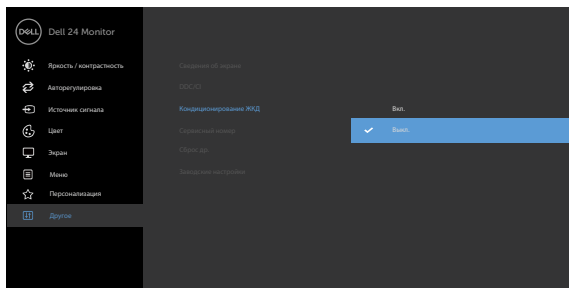 DELL Dell 24 Monitor
Яркость / контрастность
Авторегулировка
Источник сигнала
Цвет
Экран
Меню
Персонализация
Другое
Сведения об экране
DDC/CI
Кондиционирование ЖКД
Сервисный номер
Сброс др.
Заводские настройки
Вкл.
Выкл.